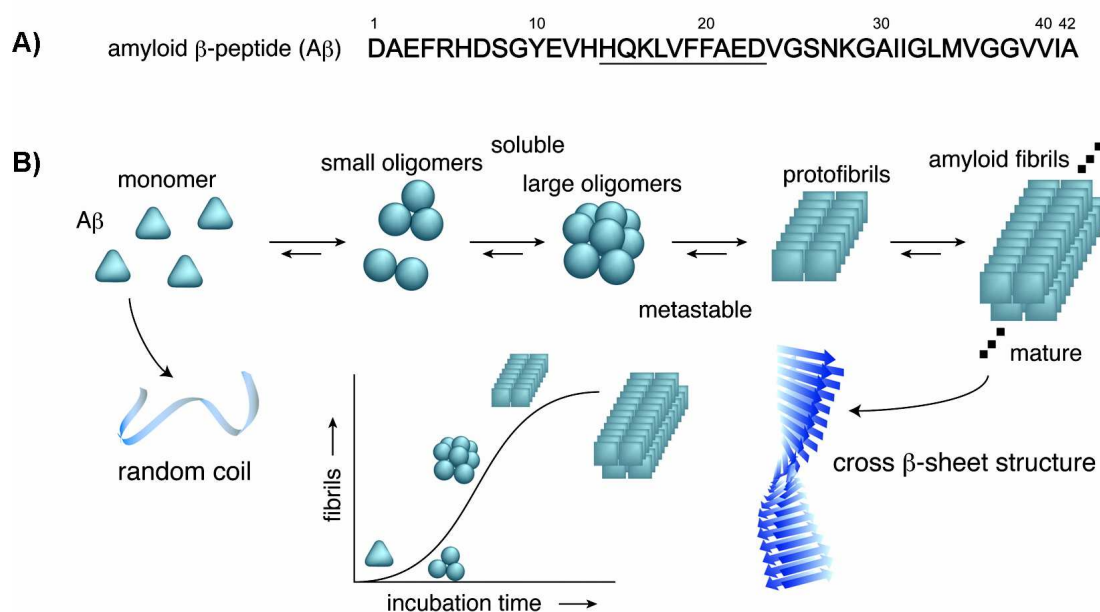 A) amyloid β-peptide (Aβ) DAEFRHDSGYEVHHQKLVFFAEDVGSNKGAIIGLMVGGVVIA
1 10 20 30 40 42
B)
monomer
Aβ
small oligomers
soluble
large oligomers
protofibrils
amyloid fibrils
metastable
mature
random coil
fibrils
incubation time
cross β-sheet structure